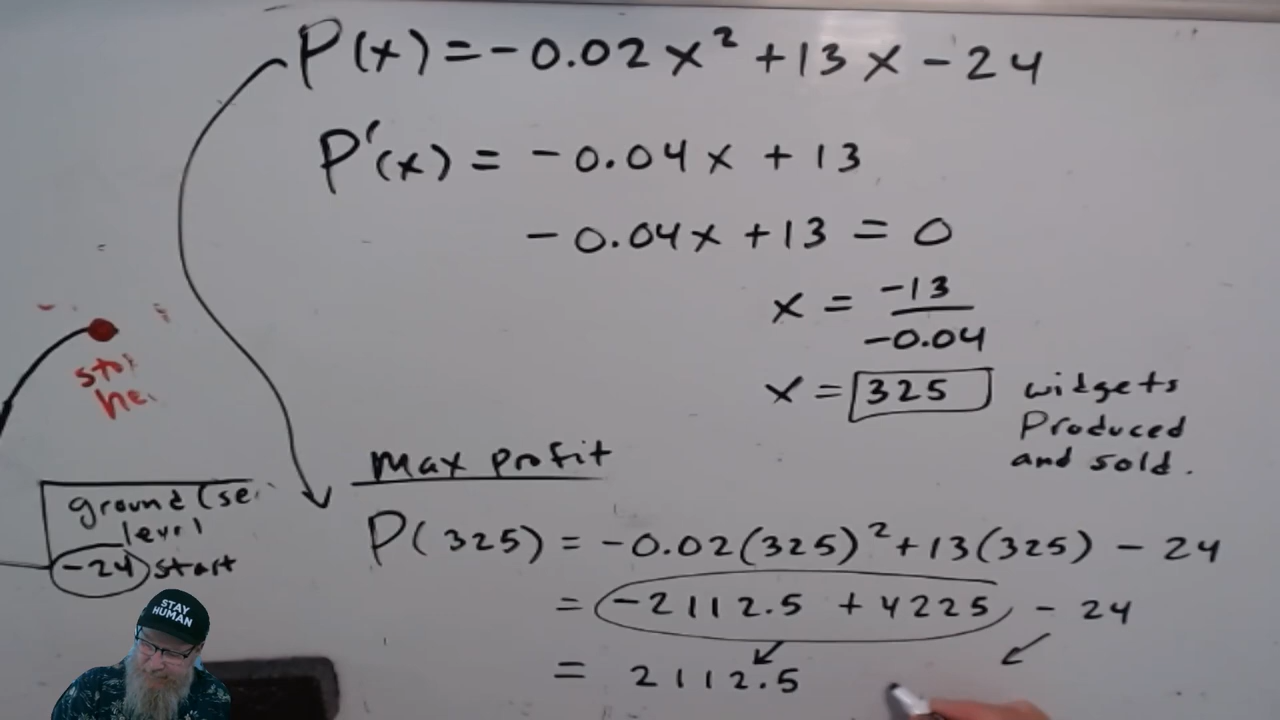 P(x) = -0.02x² + 13x - 24
P'(x) = -0.04x + 13
-0.04x + 13 = 0
x = -13/-0.04
x = 325 widgets
Produced
and sold.
max profit
P(325) = -0.02(325)² + 13(325) - 24
= -2112.5 + 4225 - 24
= 2112.5
ground
level
-24 start
STAY
HUMAN